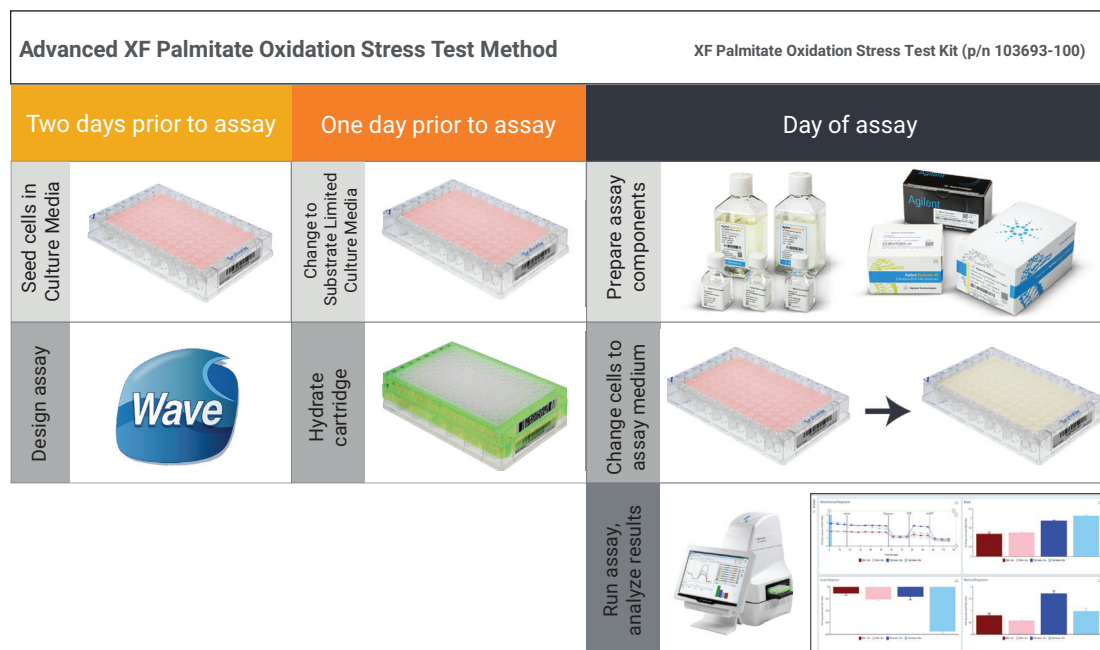 Advanced XF Palmitate Oxidation Stress Test Method
XF Palmitate Oxidation Stress Test Kit (p/n 103693-100)
Two days prior to assay
One day prior to assay
Day of assay
Seed cells in
Culture Media
Change to
Substrate Limited
Culture Media
Prepare assay
components
Agilent
Agilent
Design assay
Wave
Hydrate
cartridge
Change cells to
assay medium
Run assay,
analyze results